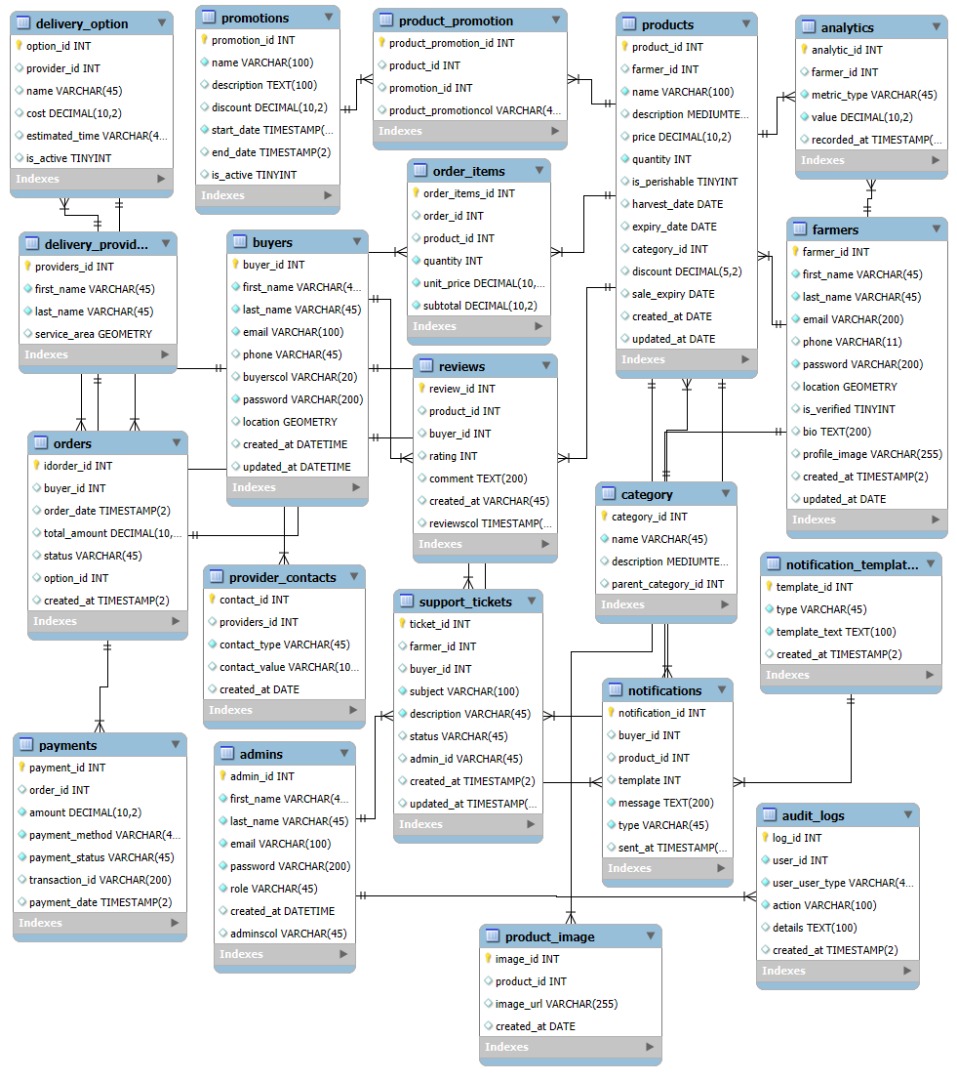 delivery_option
option_id INT
provider_id INT
name VARCHAR(45)
cost DECIMAL(10,2)
estimated_time VARCHAR(4...
is_active TINYINT
Indexes
promotions
promotion_id INT
name VARCHAR(100)
description TEXT(100)
discount DECIMAL(10,2)
start_date TIMESTAMP(...
end_date TIMESTAMP(2)
is_active TINYINT
Indexes
product_promotion
product_promotion_id INT
product_id INT
promotion_id INT
product_promotioncol VARCHAR(4...
Indexes
products
product_id INT
farmer_id INT
name VARCHAR(100)
description MEDIUMTE...
price DECIMAL(10,2)
quantity INT
is_perishable TINYINT
harvest_date DATE
expiry_date DATE
category_id INT
discount DECIMAL(5,2)
sale_expiry DATE
created_at DATE
updated_at DATE
Indexes
analytics
analytic_id INT
farmer_id INT
metric_type VARCHAR(45)
value DECIMAL(10,2)
recorded_at TIMESTAMP(...
Indexes
order_items
order_items_id INT
order_id INT
product_id INT
quantity INT
unit_price DECIMAL(10,...
subtotal DECIMAL(10,2)
Indexes
delivery_provid...
providers_id INT
first_name VARCHAR(45)
last_name VARCHAR(45)
service_area GEOMETRY
Indexes
buyers
buyer_id INT
first_name VARCHAR(4...
last_name VARCHAR(45)
email VARCHAR(100)
phone VARCHAR(45)
buyerscol VARCHAR(20)
password VARCHAR(200)
location GEOMETRY
created_at DATETIME
updated_at DATETIME
Indexes
farmers
farmer_id INT
first_name VARCHAR(45)
last_name VARCHAR(45)
email VARCHAR(200)
phone VARCHAR(11)
password VARCHAR(200)
location GEOMETRY
is_verified TINYINT
bio TEXT(200)
profile_image VARCHAR(255)
created_at TIMESTAMP(2)
updated_at DATE
Indexes
reviews
review_id INT
product_id INT
buyer_id INT
rating INT
comment TEXT(200)
created_at VARCHAR(45)
reviewscol TIMESTAMP(...
Indexes
orders
idorder_id INT
buyer_id INT
order_date TIMESTAMP(2)
total_amount DECIMAL(10,...
status VARCHAR(45)
option_id INT
created_at TIMESTAMP(2)
Indexes
category
category_id INT
name VARCHAR(45)
description MEDIUMTE...
parent_category_id INT
Indexes
notification_templat...
template_id INT
type VARCHAR(45)
template_text TEXT(100)
created_at TIMESTAMP(2)
Indexes
provider_contacts
contact_id INT
providers_id INT
contact_type VARCHAR(45)
contact_value VARCHAR(10...
created_at DATE
Indexes
support_tickets
ticket_id INT
farmer_id INT
buyer_id INT
subject VARCHAR(100)
description VARCHAR(45)
status VARCHAR(45)
admin_id VARCHAR(45)
created_at TIMESTAMP(2)
updated_at TIMESTAMP(...
Indexes
notifications
notification_id INT
buyer_id INT
product_id INT
template INT
message TEXT(200)
type VARCHAR(45)
sent_at TIMESTAMP(...
Indexes
payments
payment_id INT
order_id INT
amount DECIMAL(10,2)
payment_method VARCHAR(4...
payment_status VARCHAR(45)
transaction_id VARCHAR(200)
payment_date TIMESTAMP(2)
Indexes
admins
admin_id INT
first_name VARCHAR(4...
last_name VARCHAR(45)
email VARCHAR(100)
password VARCHAR(200)
role VARCHAR(45)
created_at DATETIME
adminscol VARCHAR(45)
Indexes
audit_logs
log_id INT
user_id INT
user_user_type VARCHAR(4...
action VARCHAR(100)
details TEXT(100)
created_at TIMESTAMP(2)
Indexes
product_image
image_id INT
product_id INT
image_url VARCHAR(255)
created_at DATE
Indexes